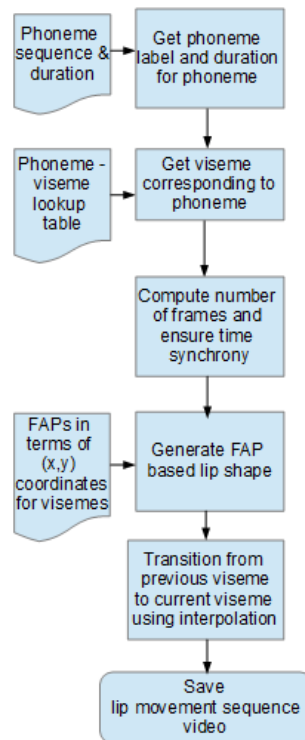 Phoneme
sequence &
duration
Get phoneme
label and duration
for phoneme
Phoneme -
viseme
lookup
table
Get viseme
corresponding to
phoneme
Compute number
of frames and
ensure time
synchrony
FAPs in
terms of
(x,y)
coordinates
for visemes
Generate FAP
based lip shape
Transition from
previous viseme
to current viseme
using interpolation
Save
lip movement sequence
video